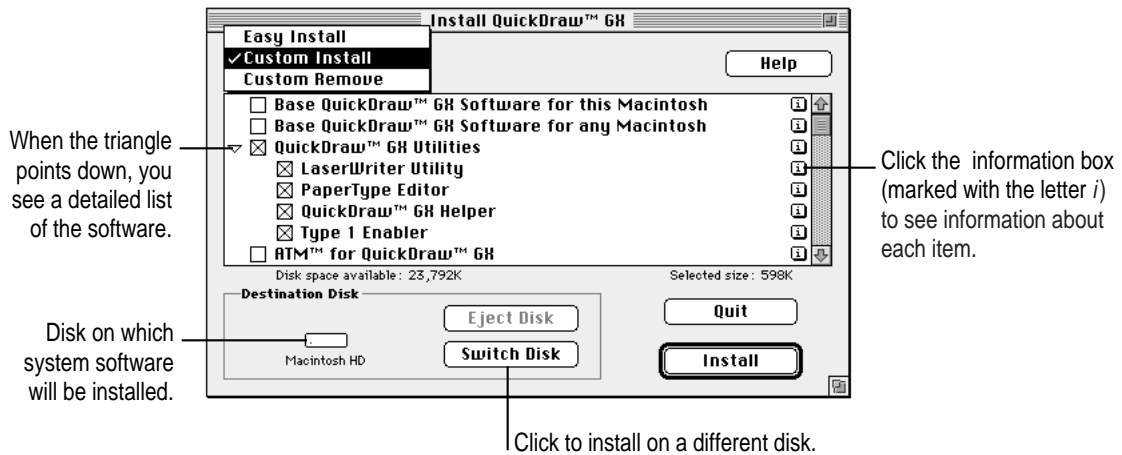 Install QuickDraw™ GX
Easy Install
✓Custom Install
Custom Remove
Help
Base QuickDraw™ GX Software for this Macintosh
Base QuickDraw™ GX Software for any Macintosh
QuickDraw™ GX Utilities
LaserWriter Utility
PaperType Editor
QuickDraw™ GX Helper
Type 1 Enabler
ATM™ for QuickDraw™ GX
Disk space available: 23,792K
Selected size: 598K
Destination Disk
Macintosh HD
Eject Disk
Switch Disk
Quit
Install
When the triangle
points down, you
see a detailed list
of the software.
Click the information box
(marked with the letter i)
to see information about
each item.
Disk on which
system software
will be installed.
Click to install on a different disk.